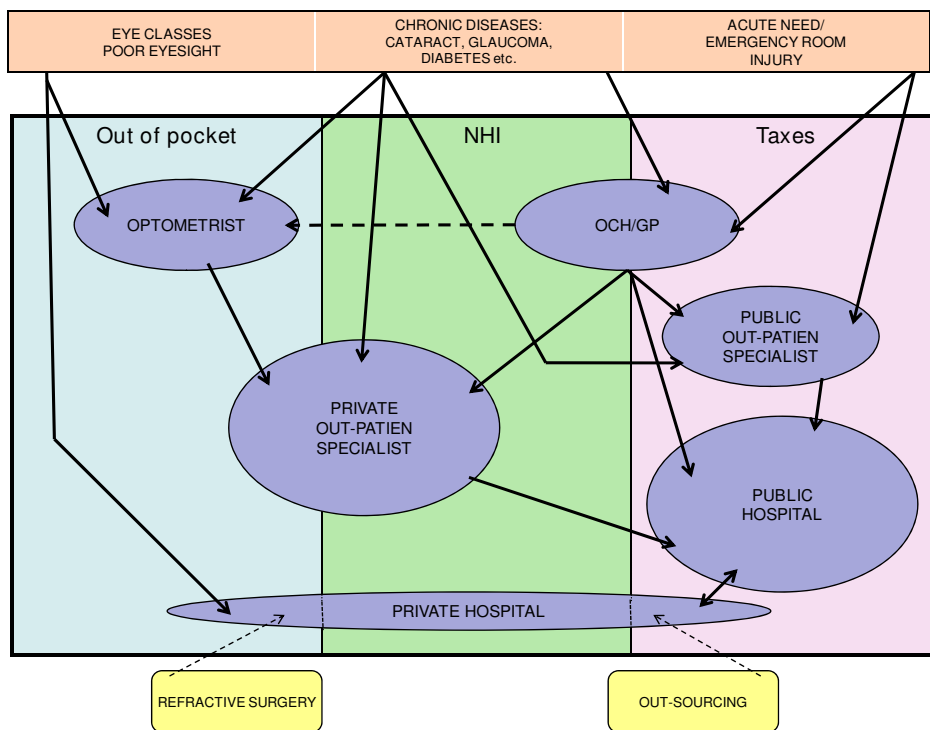 EYE CLASSES
POOR EYESIGHT
CHRONIC DISEASES:
CATARACT, GLAUCOMA,
DIABETES etc.
ACUTE NEED/
EMERGENCY ROOM
INJURY
Out of pocket
NHI
Taxes
OPTOMETRIST
OCH/GP
PUBLIC
OUT-PATIEN
SPECIALIST
PRIVATE
OUT-PATIEN
SPECIALIST
PUBLIC
HOSPITAL
PRIVATE HOSPITAL
REFRACTIVE SURGERY
OUT-SOURCING